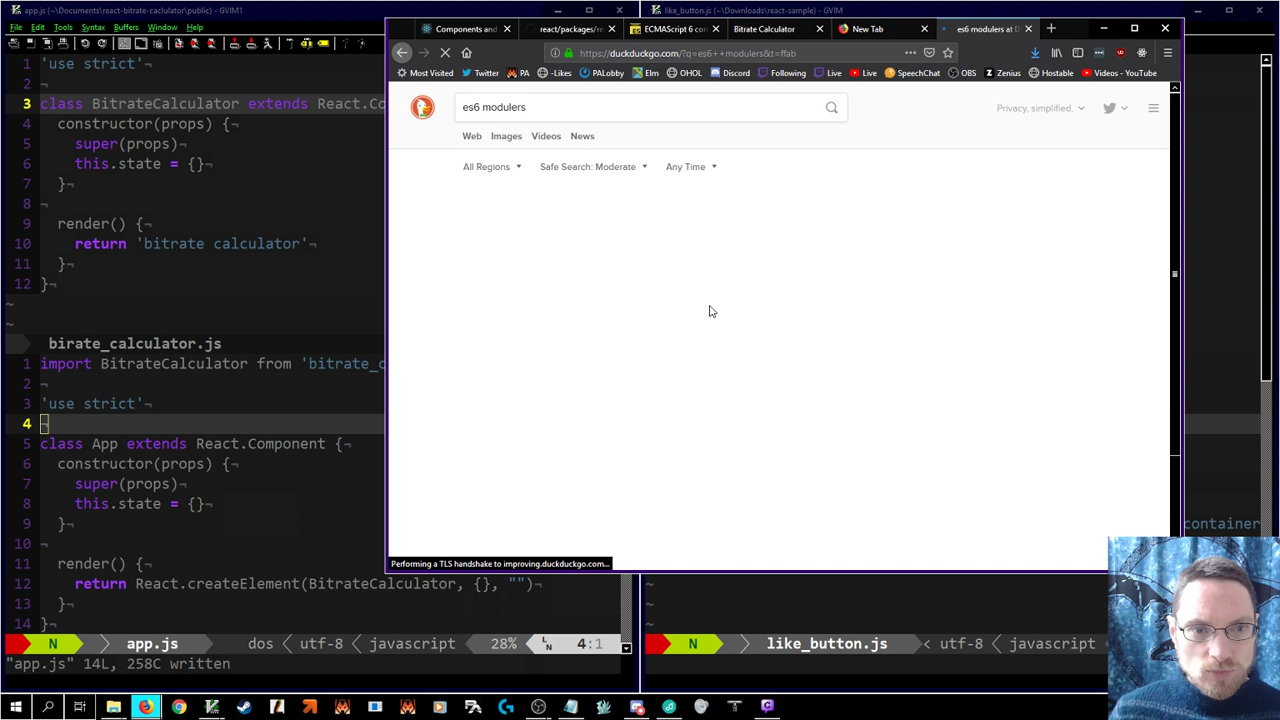 app.js (~\Documents\react-bitrate-caclulator\public) - GVIM1
File Edit Tools Syntax Buffers Window Help
1 'use strict'¬
2 ¬
3 class BitrateCalculator extends React.Co
4 constructor(props) {¬
5 super(props)¬
6 this.state = {}¬
7 }¬
8 ¬
9 render() {¬
10 return 'bitrate calculator'¬
11 }¬
12 }¬
~
~
birate_calculator.js
1 import BitrateCalculator from 'bitrate_c
2 ¬
3 'use strict'¬
4 ¬
5 class App extends React.Component {¬
6 constructor(props) {¬
7 super(props)¬
8 this.state = {}¬
9 }¬
10 ¬
11 render() {¬
12 return React.createElement(BitrateCalculator, {}, "")¬
13 }¬
14 }¬
N app.js dos < utf-8 < javascript 28% LN 4:1
"app.js" 14L, 258C written
like_button.js (~\Downloads\react-sample) - GVIM
Components and
react/packages/re
ECMAScript 6 co
Bitrate Calculator
New Tab
es6 modulers at D
https://duckduckgo.com/?q=es6++modulers&t=ffab
Most Visited Twitter PA -Likes PALobby Elm OHOL Discord Following Live Live SpeechChat OBS Zenius Hostable Videos - YouTube
es6 modulers
Privacy, simplified.
Web Images Videos News
All Regions Safe Search: Moderate Any Time
Performing a TLS handshake to improving.duckduckgo.com...
container
~
~
N like_button.js < utf-8 < javascript